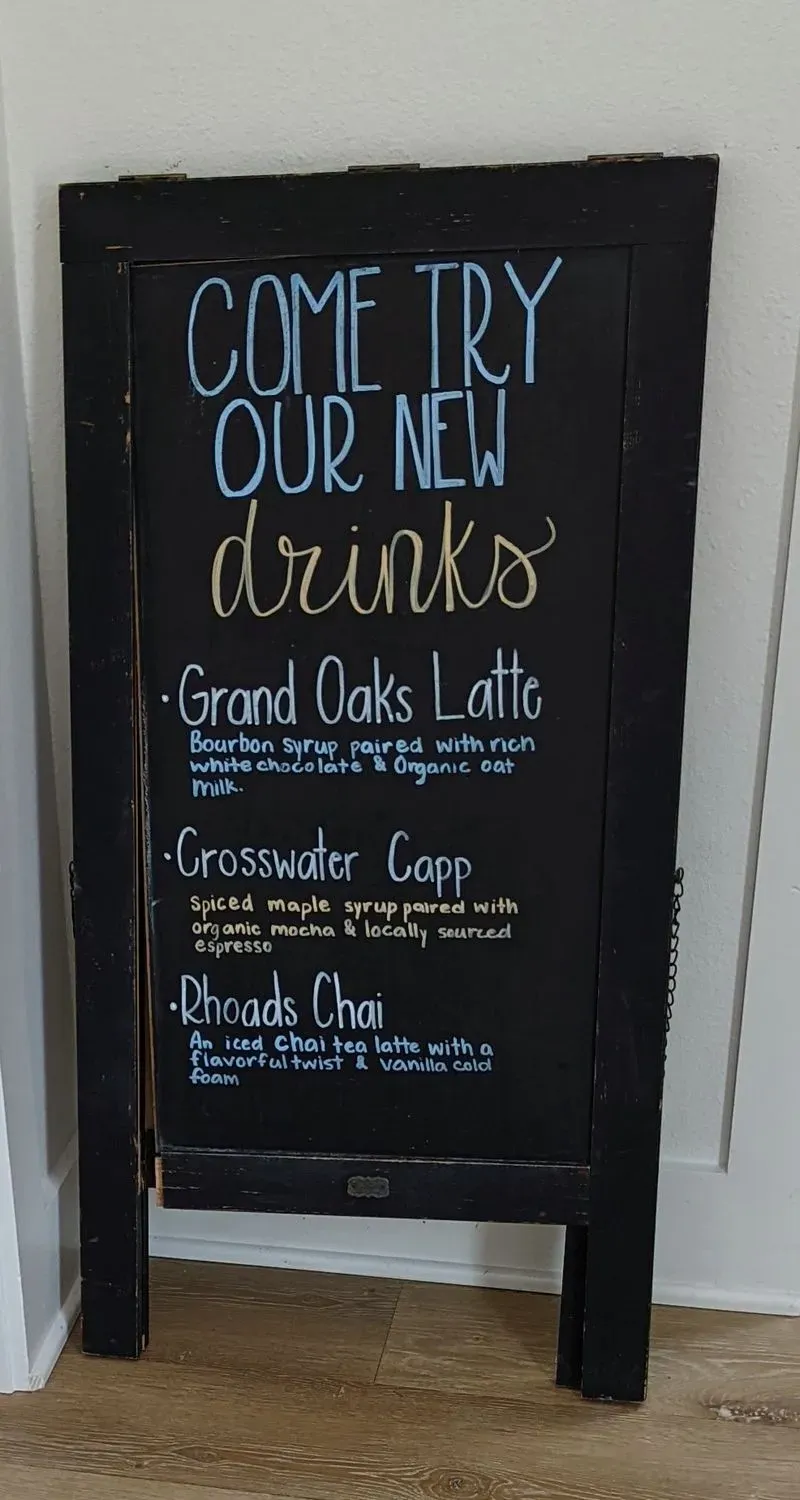 COME TRY
OUR NEW
drinks
· Grand Oaks Latte
Bourbon syrup paired with rich
white chocolate & Organic oat
milk.
· Crosswater Capp
Spiced maple syrup paired with
organic mocha & locally sourced
espresso
· Rhoads Chai
An iced chai tea latte with a
flavorful twist & vanilla cold
foam